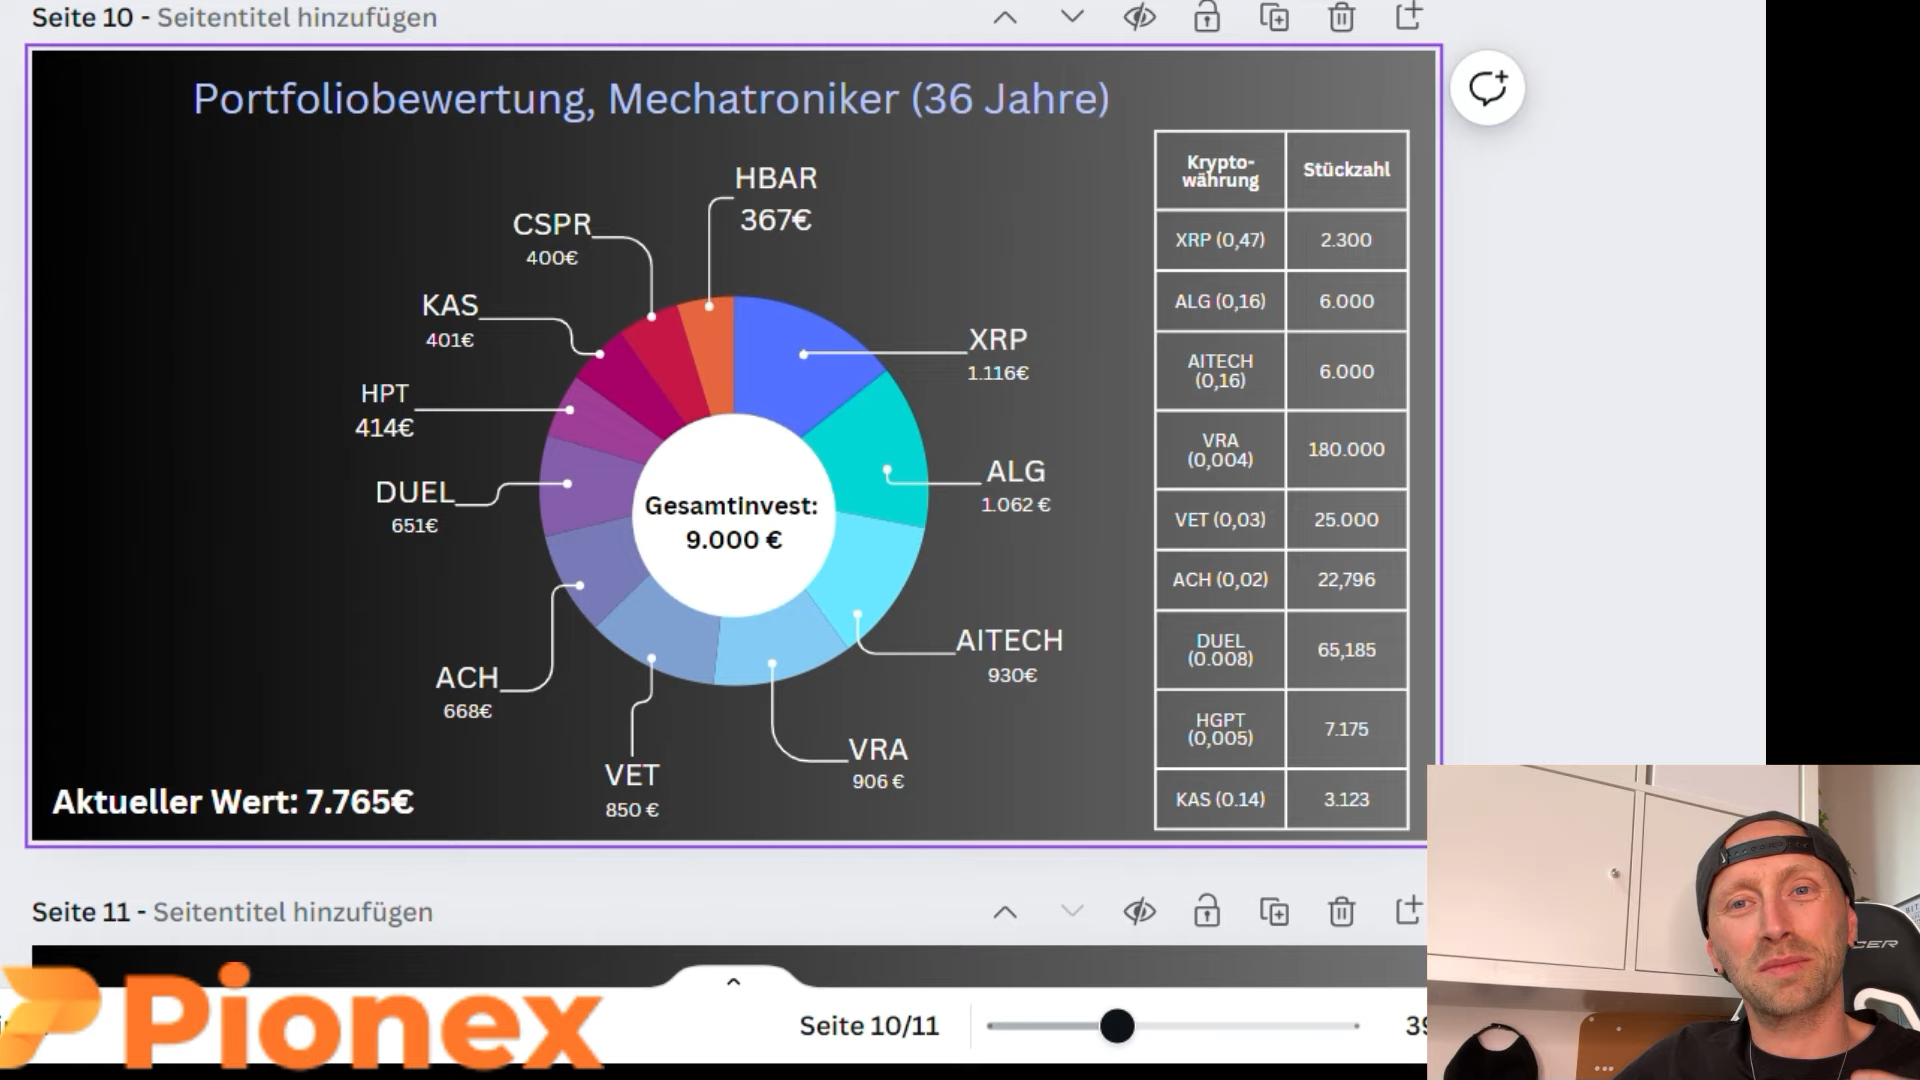 Seite 10 - Seitentitel hinzufügen
Portfoliobewertung, Mechatroniker (36 Jahre)
HBAR
367€
CSPR
400€
KAS
401€
HPT
414€
DUEL
651€
ACH
668€
VET
850 €
VRA
906 €
AITECH
930€
ALG
1.062 €
XRP
1.116€
Gesamtinvest:
9.000 €
Aktueller Wert: 7.765€
Krypto-
währung
Stückzahl
XRP (0,47)
2.300
ALG (0,16)
6.000
AITECH
(0,16)
6.000
VRA
(0,004)
180.000
VET (0,03)
25.000
ACH (0,02)
22,796
DUEL
(0.008)
65,185
HGPT
(0,005)
7.175
KAS (0.14)
3.123
Seite 11 - Seitentitel hinzufügen
Pionex
Seite 10/11